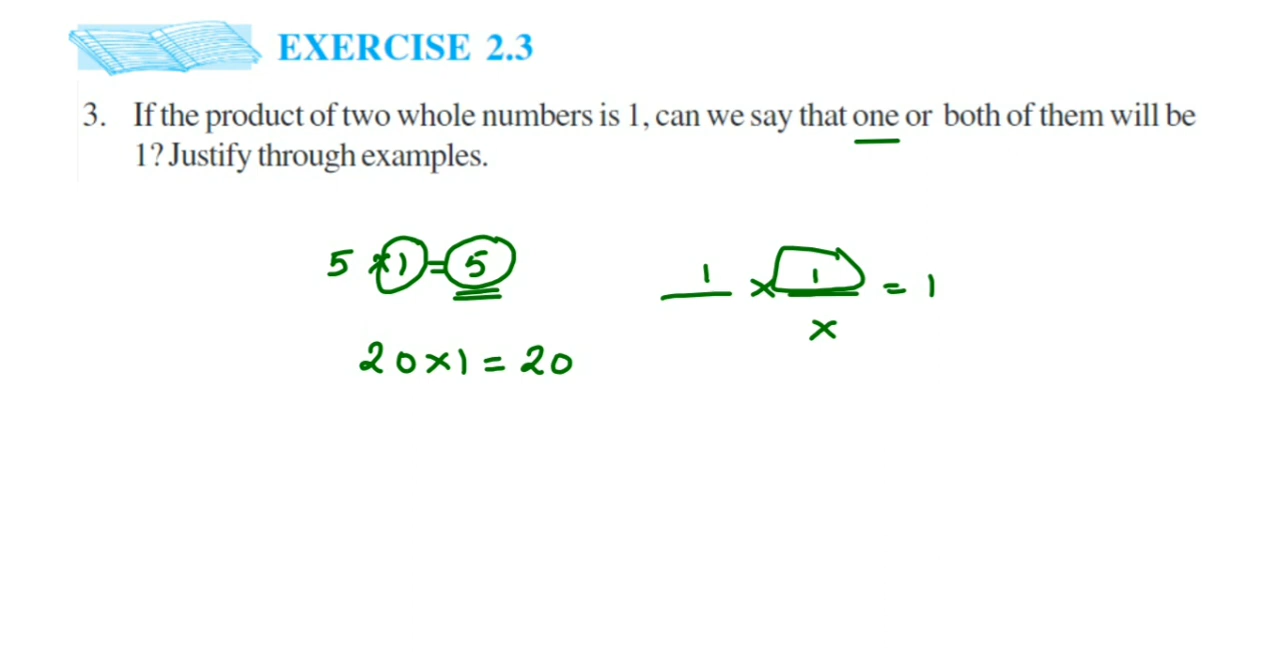 EXERCISE 2.3
3. If the product of two whole numbers is 1, can we say that one or both of them will be
1? Justify through examples.
5 × 1 = 5
1 × 1 = 1
x
20 × 1 = 20